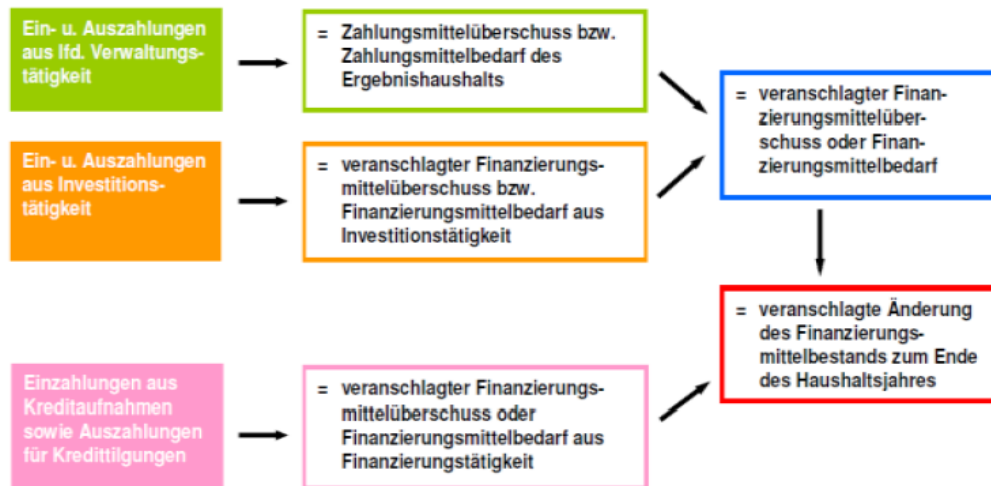 Ein- u. Auszahlungen
aus lfd. Verwaltungs-
tätigkeit
= Zahlungsmittelüberschuss bzw.
Zahlungsmittelbedarf des
Ergebnishaushalts
= veranschlagter Finan-
zierungsmittelüber-
schuss oder Finan-
zierungsmittelbedarf
Ein- u. Auszahlungen
aus Investitions-
tätigkeit
= veranschlagter Finanzierungs-
mittelüberschuss bzw.
Finanzierungsmittelbedarf aus
Investitionstätigkeit
= veranschlagte Änderung
des Finanzierungs-
mittelbestands zum Ende
des Haushaltsjahres
Einzahlungen aus
Kreditaufnahmen
sowie Auszahlungen
für Kredittilgungen
= veranschlagter Finanzierungs-
mittelüberschuss oder
Finanzierungsmittelbedarf aus
Finanzierungstätigkeit